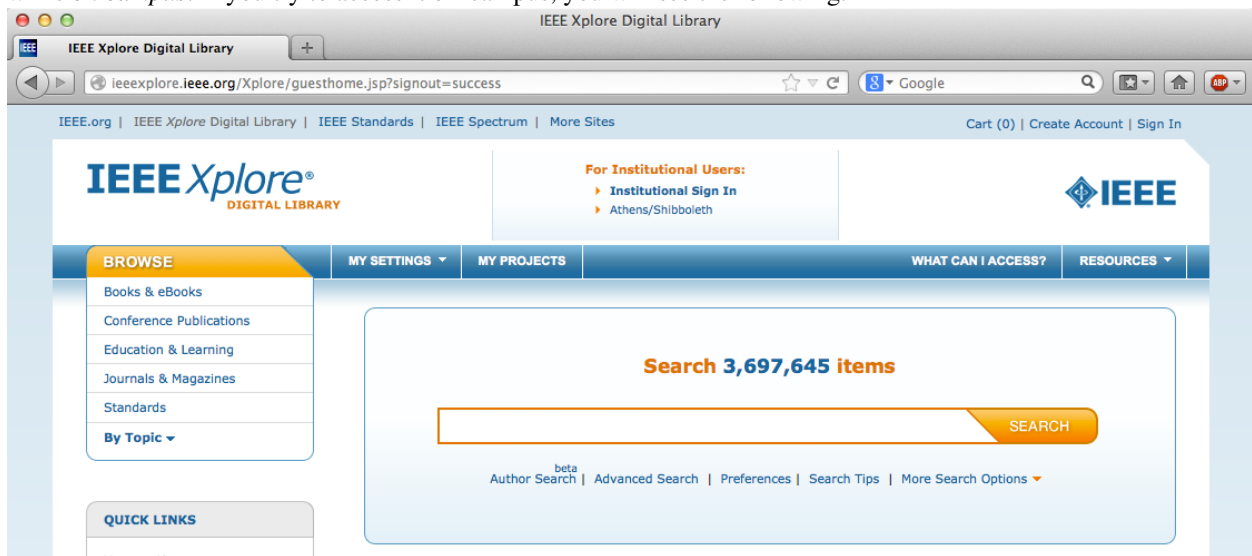 IEEE Xplore Digital Library
IEEE IEEE Xplore Digital Library +
ieeexplore.ieee.org/Xplore/guesthome.jsp?signout=success
Google
ABP
IEEE.org | IEEE Xplore Digital Library | IEEE Standards | IEEE Spectrum | More Sites
Cart (0) | Create Account | Sign In
IEEE Xplore®
DIGITAL LIBRARY
For Institutional Users:
Institutional Sign In
Athens/Shibboleth
IEEE
BROWSE
MY SETTINGS
MY PROJECTS
WHAT CAN I ACCESS?
RESOURCES
Books & eBooks
Conference Publications
Education & Learning
Journals & Magazines
Standards
By Topic
Search 3,697,645 items
SEARCH
beta
Author Search | Advanced Search | Preferences | Search Tips | More Search Options
QUICK LINKS